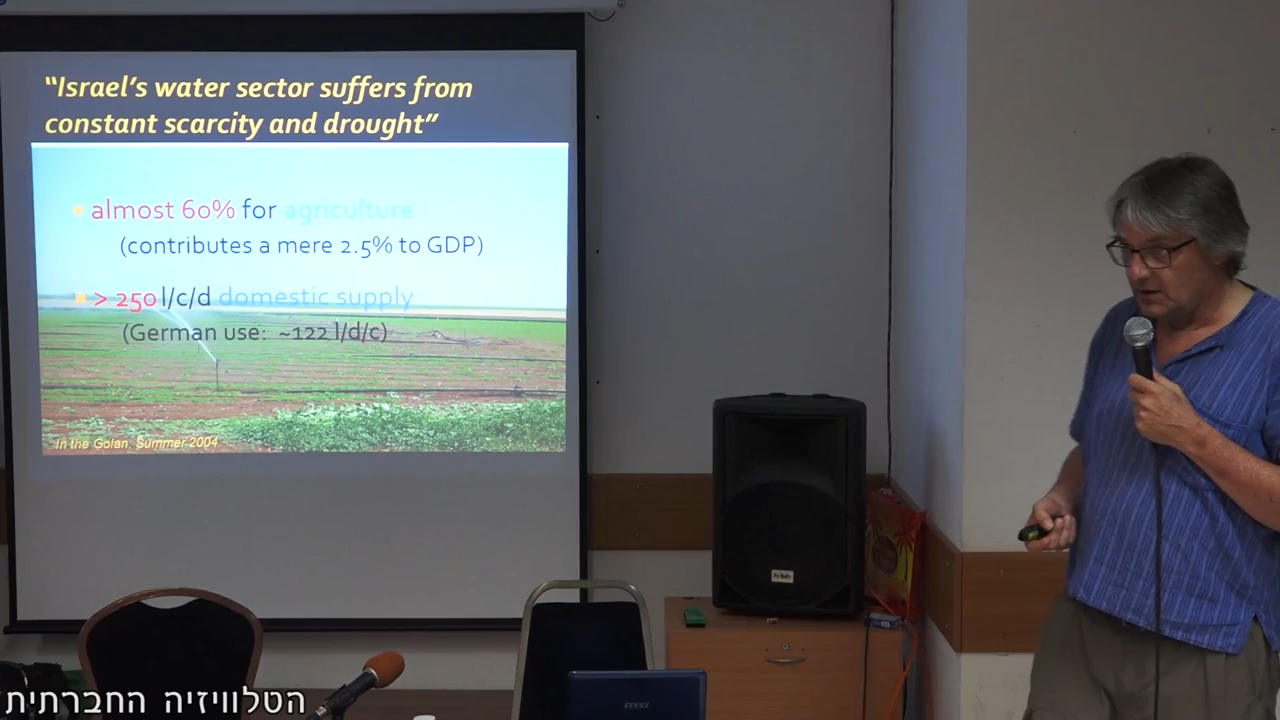 “Israel’s water sector suffers from
constant scarcity and drought”
almost 60% for agriculture
(contributes a mere 2.5% to GDP)
> 250 l/c/d domestic supply
(German use: ~122 l/d/c)
In the Golan, Summer 2004
הטלוויזיה החברתית